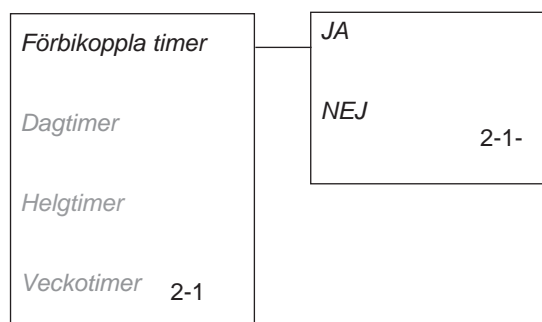 Förbikoppla timer
Dagtimer
Helgtimer
Veckotimer 2-1
JA
NEJ
2-1-